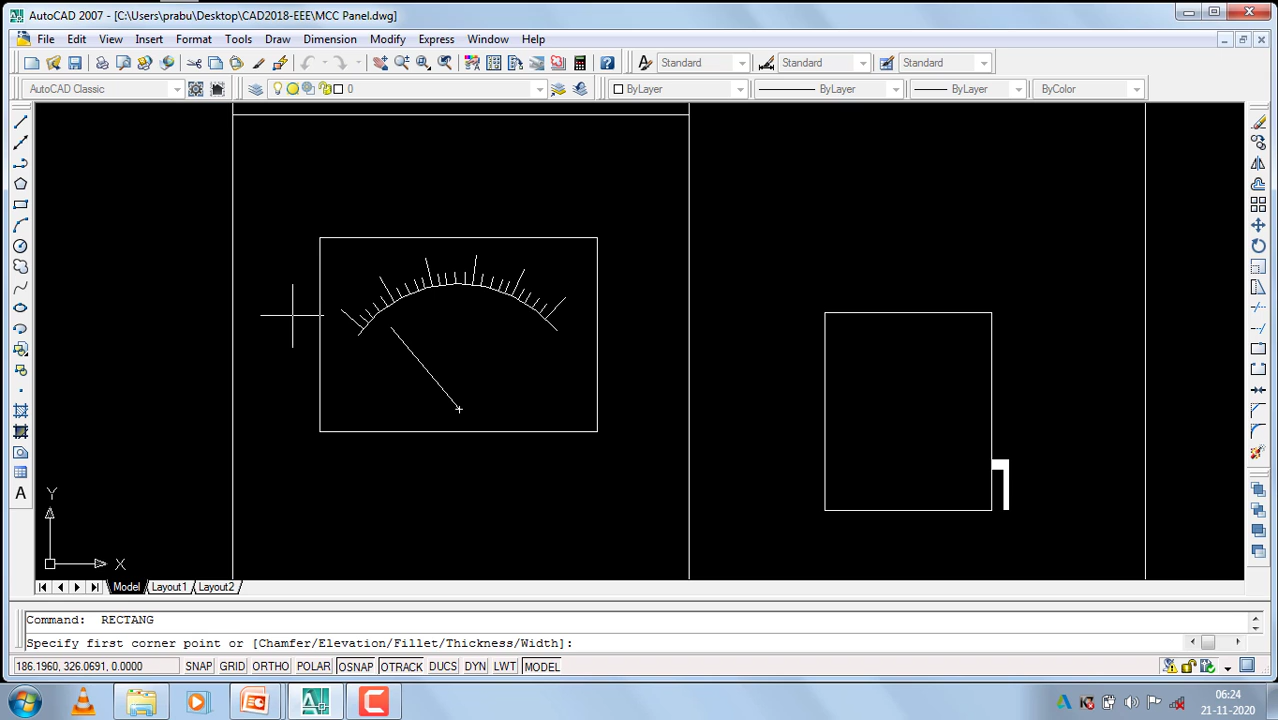 AutoCAD 2007 - [C:\Users\prabu\Desktop\CAD2018-EEE\MCC Panel.dwg]
File Edit View Insert Format Tools Draw Dimension Modify Express Window Help
Standard Standard Standard
AutoCAD Classic 0 ByLayer ByLayer ByLayer ByColor
A
Y
X
Model Layout1 Layout2
Command:  RECTANG
Specify first corner point or [Chamfer/Elevation/Fillet/Thickness/Width]:
186.1960, 326.0691, 0.0000 SNAP GRID ORTHO POLAR OSNAP OTRACK DUCS DYN LWT MODEL
06:24
21-11-2020